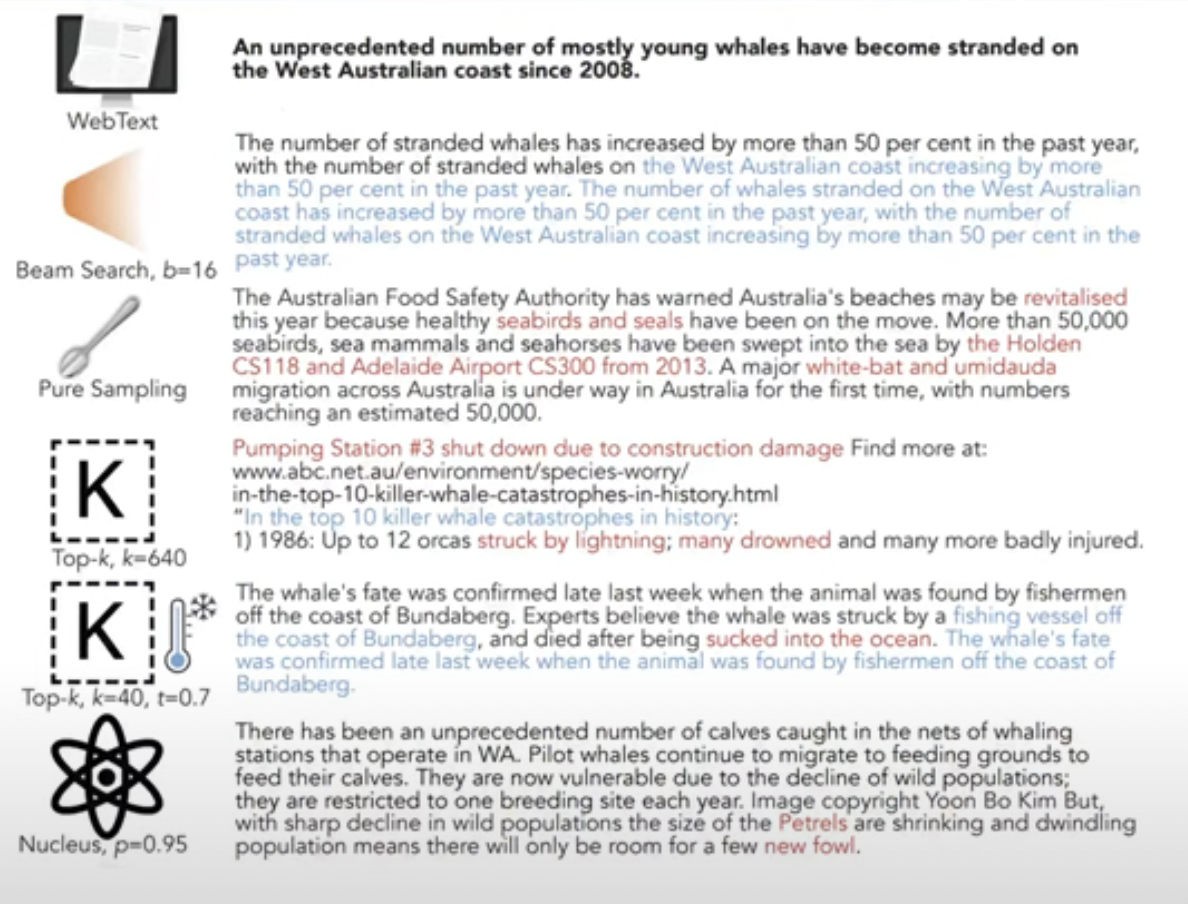 An unprecedented number of mostly young whales have become stranded on
the West Australian coast since 2008.
WebText
The number of stranded whales has increased by more than 50 per cent in the past year,
with the number of stranded whales on the West Australian coast increasing by more
than 50 per cent in the past year. The number of whales stranded on the West Australian
coast has increased by more than 50 per cent in the past year, with the number of
stranded whales on the West Australian coast increasing by more than 50 per cent in the
past year.
Beam Search, b=16
The Australian Food Safety Authority has warned Australia's beaches may be revitalised
this year because healthy seabirds and seals have been on the move. More than 50,000
seabirds, sea mammals and seahorses have been swept into the sea by the Holden
CS118 and Adelaide Airport CS300 from 2013. A major white-bat and umidauda
migration across Australia is under way in Australia for the first time, with numbers
reaching an estimated 50,000.
Pure Sampling
Pumping Station #3 shut down due to construction damage Find more at:
www.abc.net.au/environment/species-worry/
in-the-top-10-killer-whale-catastrophes-in-history.html
"In the top 10 killer whale catastrophes in history:
1) 1986: Up to 12 orcas struck by lightning; many drowned and many more badly injured.
K
Top-k, k=640
The whale's fate was confirmed late last week when the animal was found by fishermen
off the coast of Bundaberg. Experts believe the whale was struck by a fishing vessel off
the coast of Bundaberg, and died after being sucked into the ocean. The whale's fate
was confirmed late last week when the animal was found by fishermen off the coast of
Bundaberg.
K
Top-k, k=40, t=0.7
There has been an unprecedented number of calves caught in the nets of whaling
stations that operate in WA. Pilot whales continue to migrate to feeding grounds to
feed their calves. They are now vulnerable due to the decline of wild populations;
they are restricted to one breeding site each year. Image copyright Yoon Bo Kim But,
with sharp decline in wild populations the size of the Petrels are shrinking and dwindling
population means there will only be room for a few new fowl.
Nucleus, p=0.95